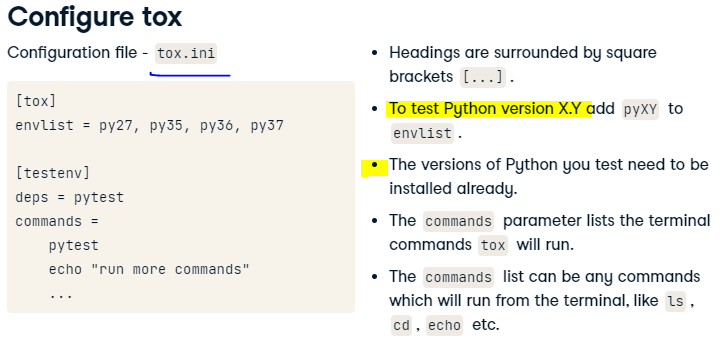 Configure tox
Configuration file - tox.ini
[tox]
envlist = py27, py35, py36, py37
[testenv]
deps = pytest
commands =
    pytest
    echo "run more commands"
    ...
• Headings are surrounded by square
brackets [...] .
• To test Python version X.Y add pyXY to
envlist .
• The versions of Python you test need to be
installed already.
• The commands parameter lists the terminal
commands tox will run.
• The commands list can be any commands
which will run from the terminal, like ls ,
cd , echo etc.